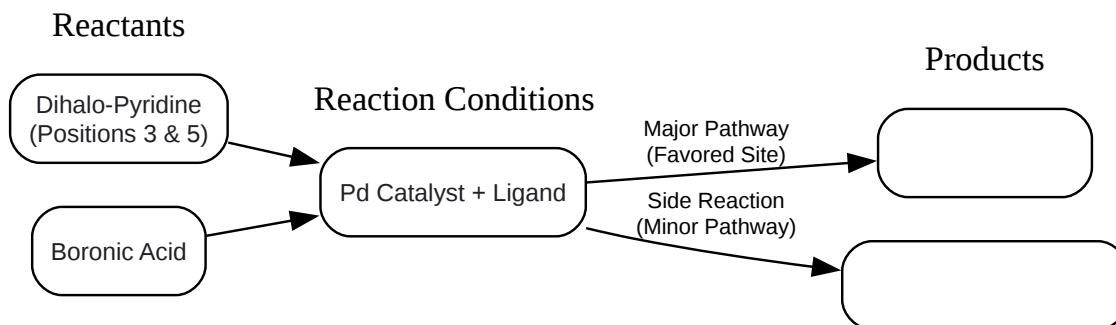 Reactants
Dihalo-Pyridine
(Positions 3 & 5)
Boronic Acid
Reaction Conditions
Pd Catalyst + Ligand
Major Pathway
(Favored Site)
Side Reaction
(Minor Pathway)
Products